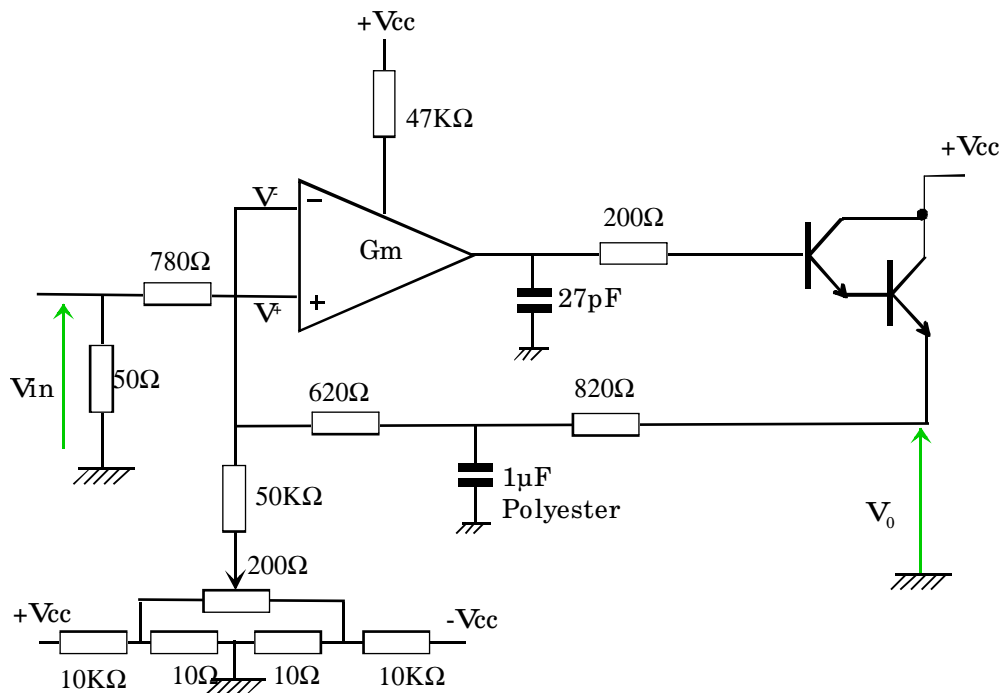 +Vcc
47KΩ
+Vcc
V-
200Ω
780Ω
Gm
V+
27pF
Vin
50Ω
620Ω
820Ω
50KΩ
1µF
Polyester
V0
200Ω
+Vcc
-Vcc
10KΩ
10Ω
10Ω
10KΩ